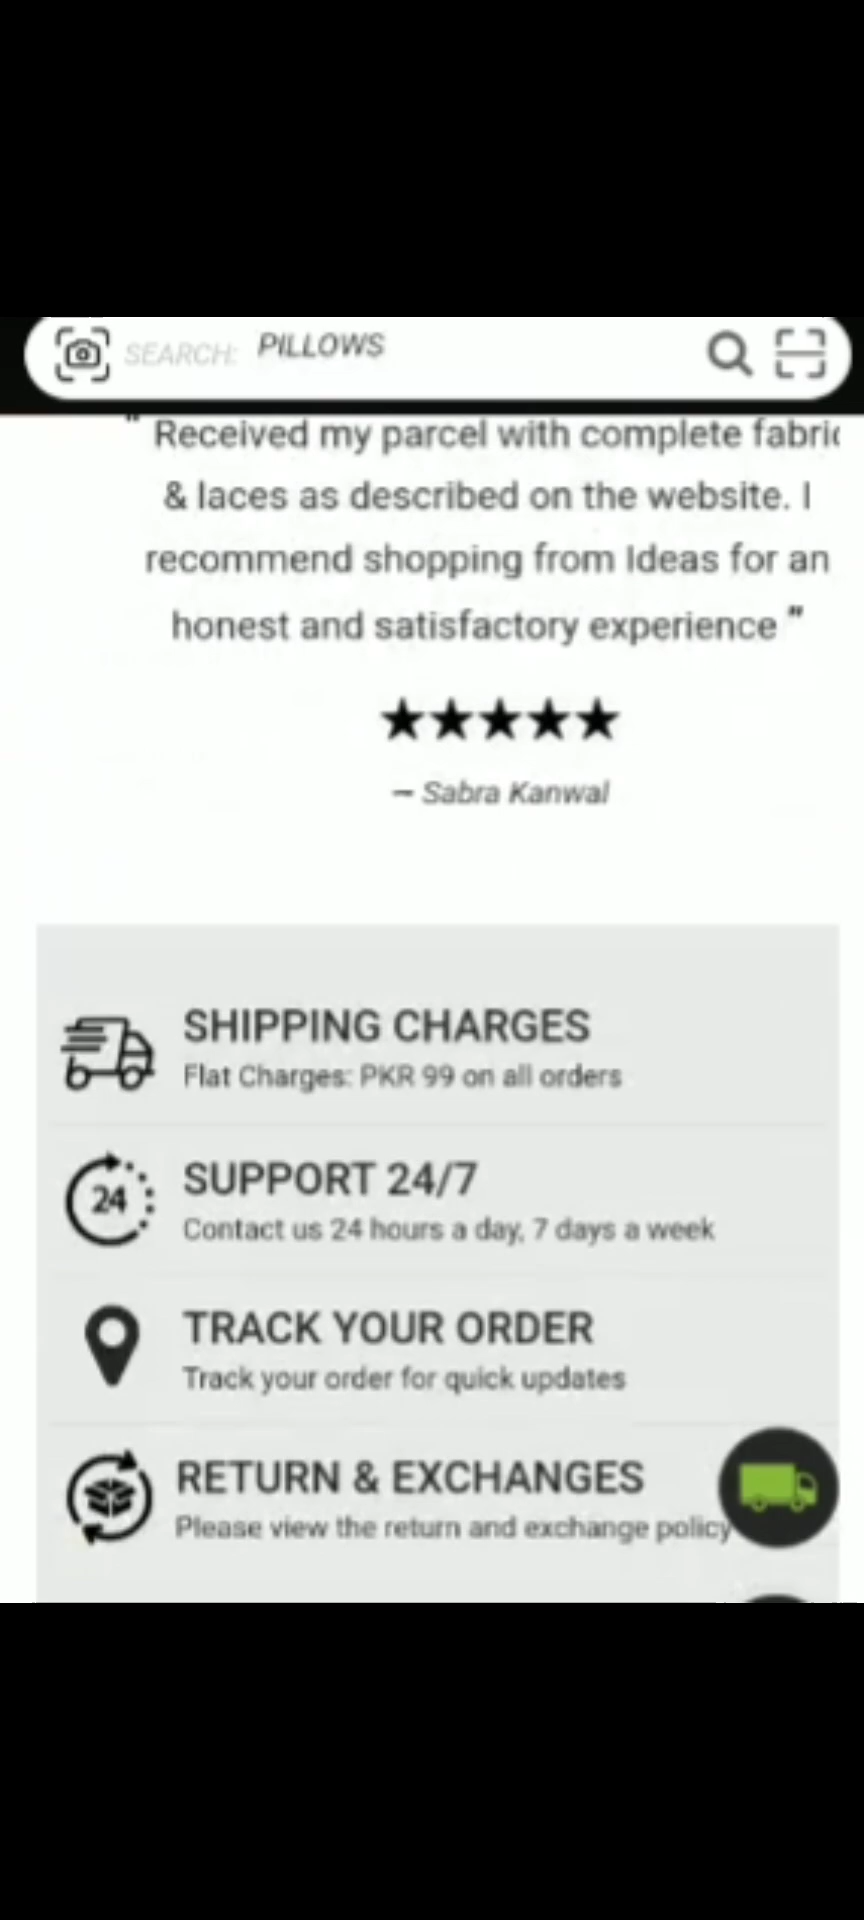 SEARCH: PILLOWS
" Received my parcel with complete fabric
& laces as described on the website. I
recommend shopping from Ideas for an
honest and satisfactory experience "
★★★★★
– Sabra Kanwal
SHIPPING CHARGES
Flat Charges: PKR 99 on all orders
24
SUPPORT 24/7
Contact us 24 hours a day, 7 days a week
TRACK YOUR ORDER
Track your order for quick updates
RETURN & EXCHANGES
Please view the return and exchange policy